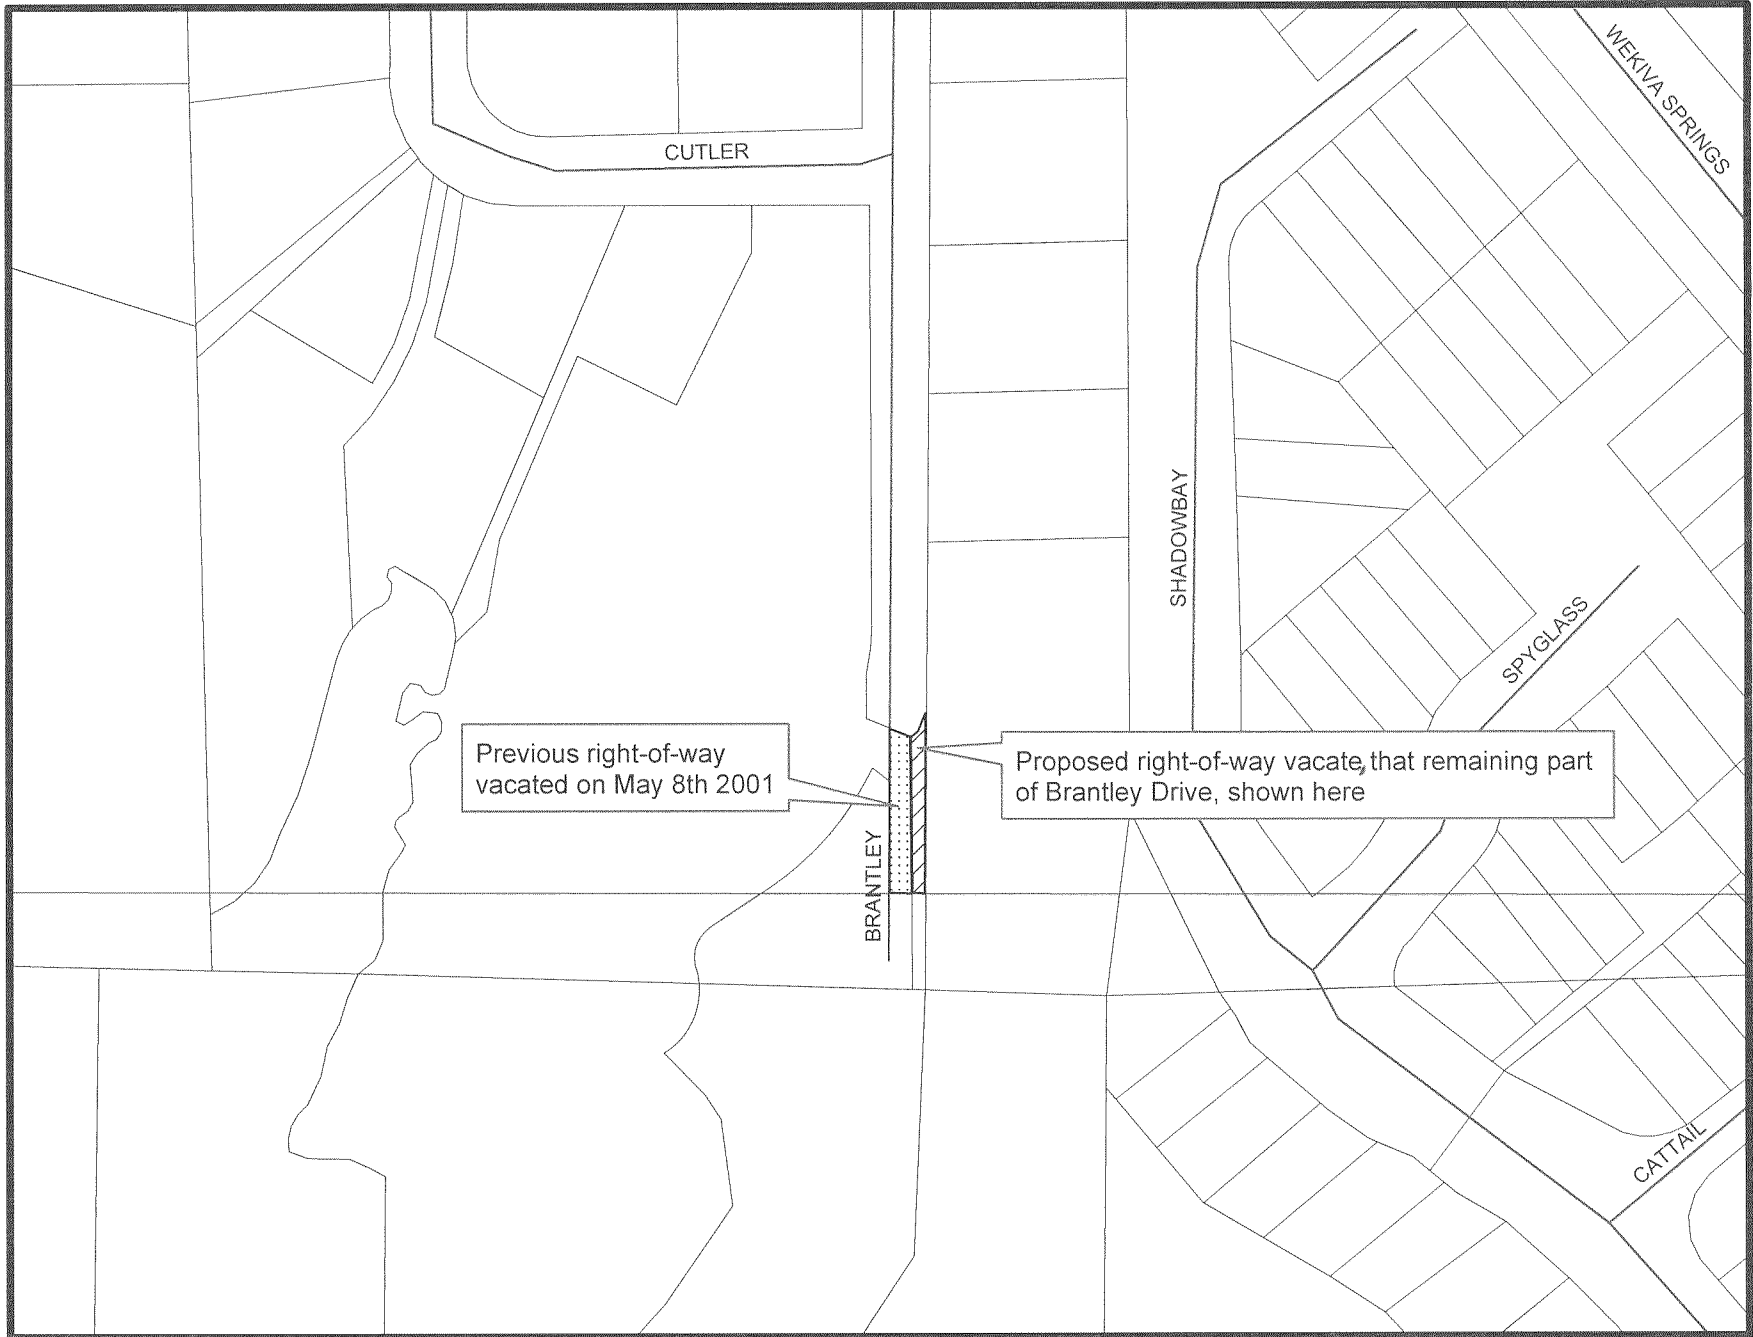 WEKIVA SPRINGS
CUTLER
SHADOWBAY
SPYGLASS
Previous right-of-way
vacated on May 8th 2001
Proposed right-of-way vacate, that remaining part
of Brantley Drive, shown here
BRANTLEY
CATTAIL